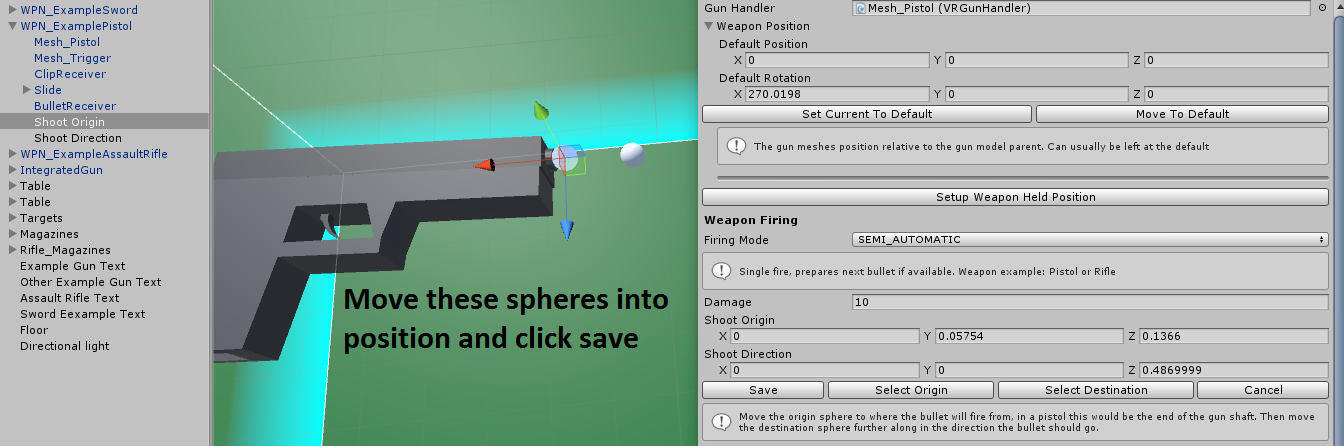 WPN_ExampleSword
WPN_ExamplePistol
Mesh_Pistol
Mesh_Trigger
ClipReceiver
Slide
BulletReceiver
Shoot Origin
Shoot Direction
WPN_ExampleAssaultRifle
IntegratedGun
Table
Table
Targets
Magazines
Rifle_Magazines
Example Gun Text
Other Example Gun Text
Assault Rifle Text
Sword Eexample Text
Floor
Directional light
Move these spheres into
position and click save
Gun Handler Mesh_Pistol (VRGunHandler)
Weapon Position
Default Position
X 0 Y 0 Z 0
Default Rotation
X 270.0198 Y 0 Z 0
Set Current To Default Move To Default
The gun meshes position relative to the gun model parent. Can usually be left at the default
Setup Weapon Held Position
Weapon Firing
Firing Mode SEMI_AUTOMATIC
Single fire, prepares next bullet if available. Weapon example: Pistol or Rifle
Damage 10
Shoot Origin
X 0 Y 0.05754 Z 0.1366
Shoot Direction
X 0 Y 0 Z 0.4869999
Save Select Origin Select Destination Cancel
Move the origin sphere to where the bullet will fire from, in a pistol this would be the end of the gun shaft. Then move
the destination sphere further along in the direction the bullet should go.